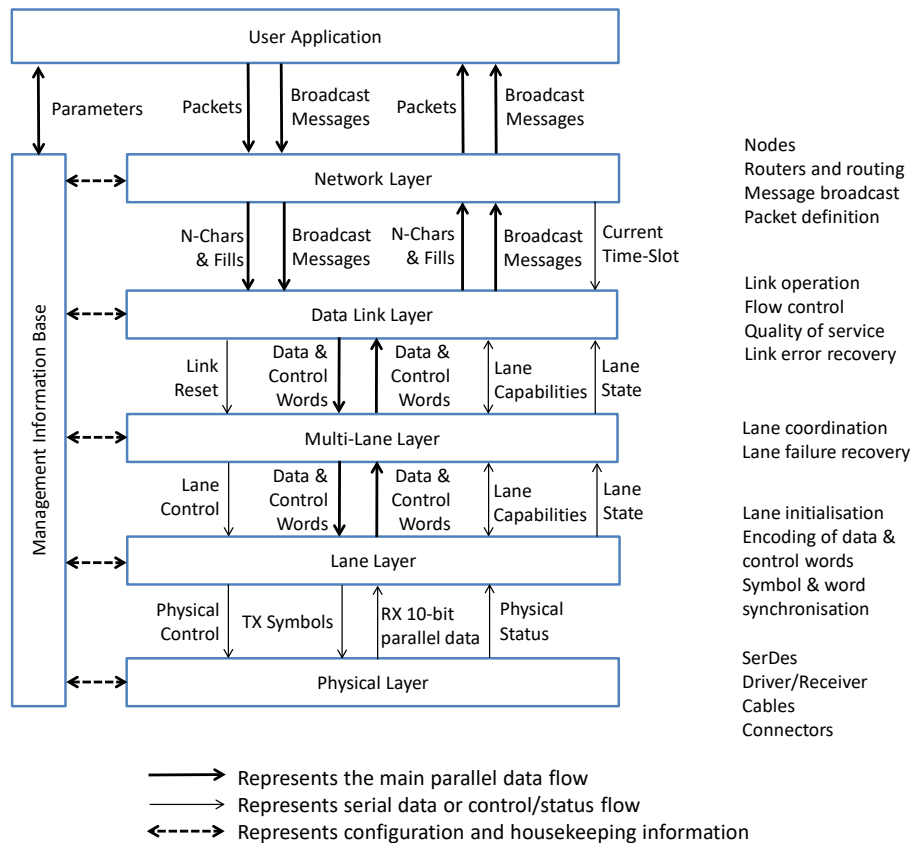 User Application
Parameters
Packets
Broadcast
Messages
Packets
Broadcast
Messages
Management Information Base
Network Layer
Nodes
Routers and routing
Message broadcast
Packet definition
N-Chars
& Fills
Broadcast
Messages
N-Chars
& Fills
Broadcast
Messages
Current
Time-Slot
Data Link Layer
Link operation
Flow control
Quality of service
Link error recovery
Link
Reset
Data &
Control
Words
Data &
Control
Words
Lane
Capabilities
Lane
State
Multi-Lane Layer
Lane coordination
Lane failure recovery
Lane
Control
Data &
Control
Words
Data &
Control
Words
Lane
Capabilities
Lane
State
Lane Layer
Lane initialisation
Encoding of data &
control words
Symbol & word
synchronisation
Physical
Control
TX Symbols
RX 10-bit
parallel data
Physical
Status
Physical Layer
SerDes
Driver/Receiver
Cables
Connectors
Represents the main parallel data flow
Represents serial data or control/status flow
Represents configuration and housekeeping information